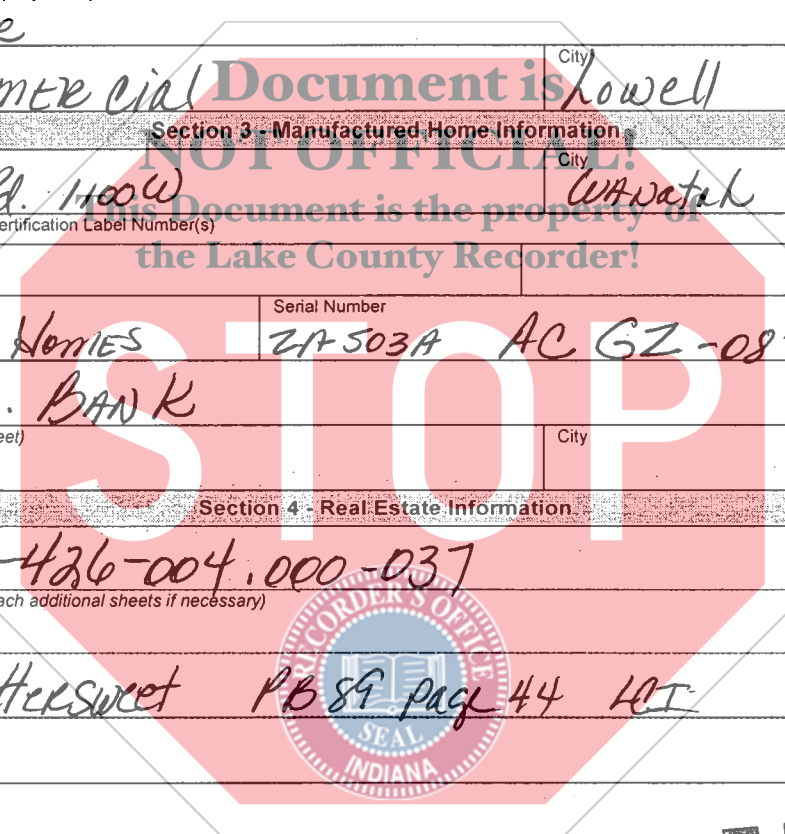 e
mercial City Lowell
Document is
Section 3 - Manufactured Home Information
NOT OFFICIAL!
d. 1100W City Wanatah
This Document is the property of
ertification Label Number(s)
the Lake County Recorder!
Serial Number
Homes ZA503A AC GZ-08
STOP
. BANK
eet) City
Section 4 - Real Estate Information
-426-004.000-037
ach additional sheets if necessary)
RECORDER'S OFFICE
ttersweet PB 89 page 44 LCI
SEAL
INDIANA